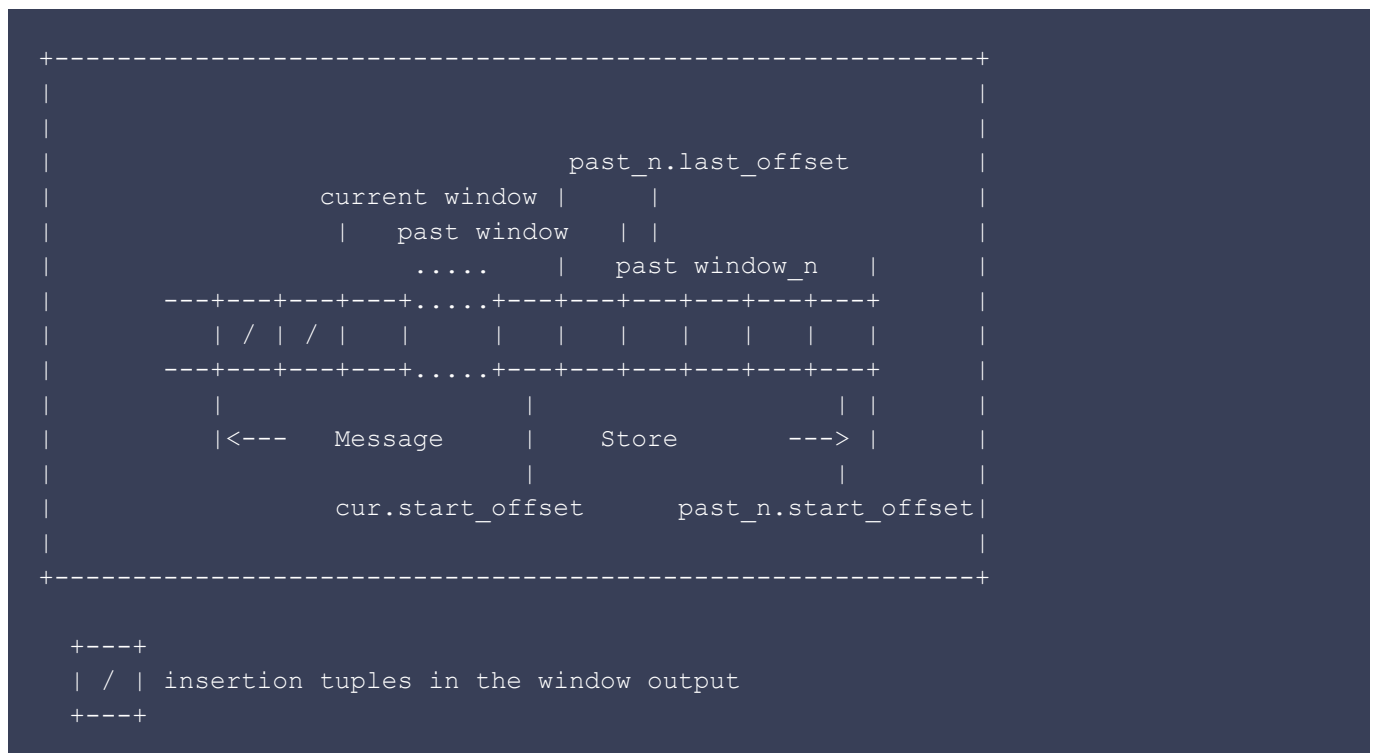 +-----------------------------------------------------------+
|                                                           |
|                                                           |
|                                 past_n.last_offset        |
|                 current window |     |                    |
|                  |   past window   | |                    |
|                       .....    |   past window_n   |      |
|       ---+---+---+---+.....+---+---+---+---+---+---+      |
|          | / | / |   |     |   |   |   |   |   |   |      |
|       ---+---+---+---+.....+---+---+---+---+---+---+      |
|          |                   |                   | |      |
|          |<---   Message     |    Store       ---> |      |
|                              |                   |        |
|                 cur.start_offset      past_n.start_offset|
|                                                           |
+-----------------------------------------------------------+
+---+
| / | insertion tuples in the window output
+---+